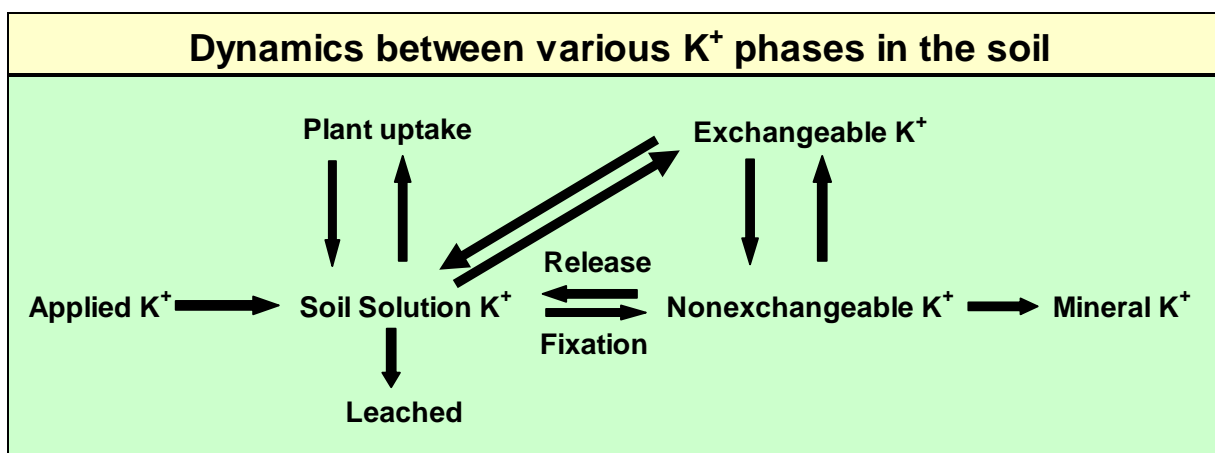 Dynamics between various K⁺ phases in the soil
Plant uptake
Exchangeable K⁺
Release
Applied K⁺
Soil Solution K⁺
Nonexchangeable K⁺
Mineral K⁺
Fixation
Leached